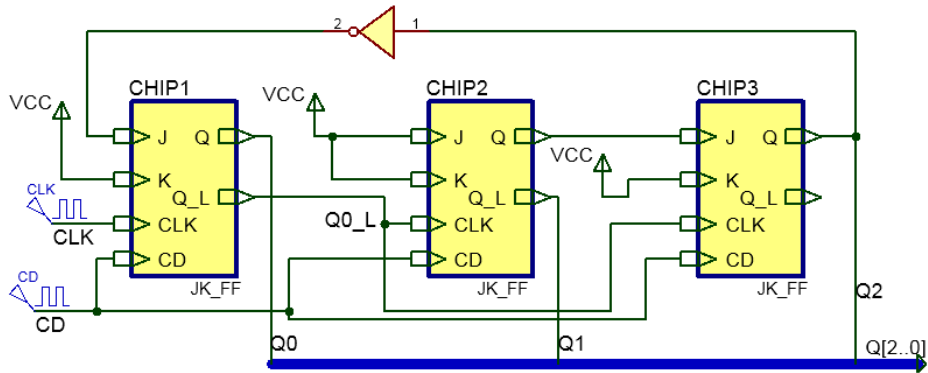 2 1
CHIP1 CHIP2 CHIP3
VCC J Q
K
Q_L
CLK
CLK
CLK
CD
JK_FF
CD
CD
VCC J Q
K
Q_L
Q0_L CLK
CD
JK_FF
VCC J Q
K
Q_L
CLK
CD
JK_FF
Q0 Q1 Q2
Q[2..0]